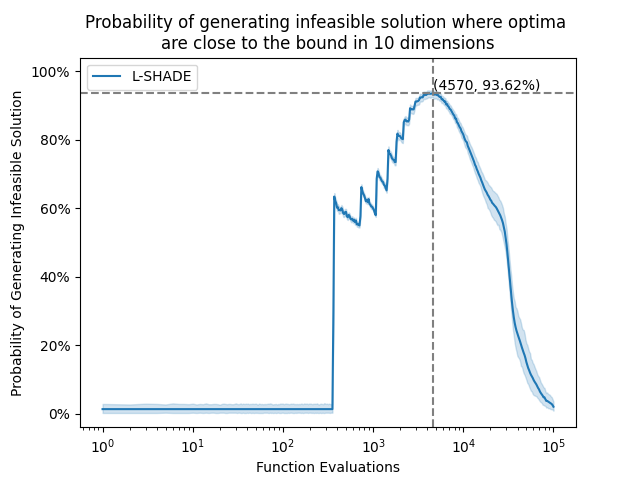 Probability of generating infeasible solution where optima
are close to the bound in 10 dimensions
L-SHADE
(4570, 93.62%)
Probability of Generating Infeasible Solution
100%
80%
60%
40%
20%
0%
10⁰ 10¹ 10² 10³ 10⁴ 10⁵
Function Evaluations